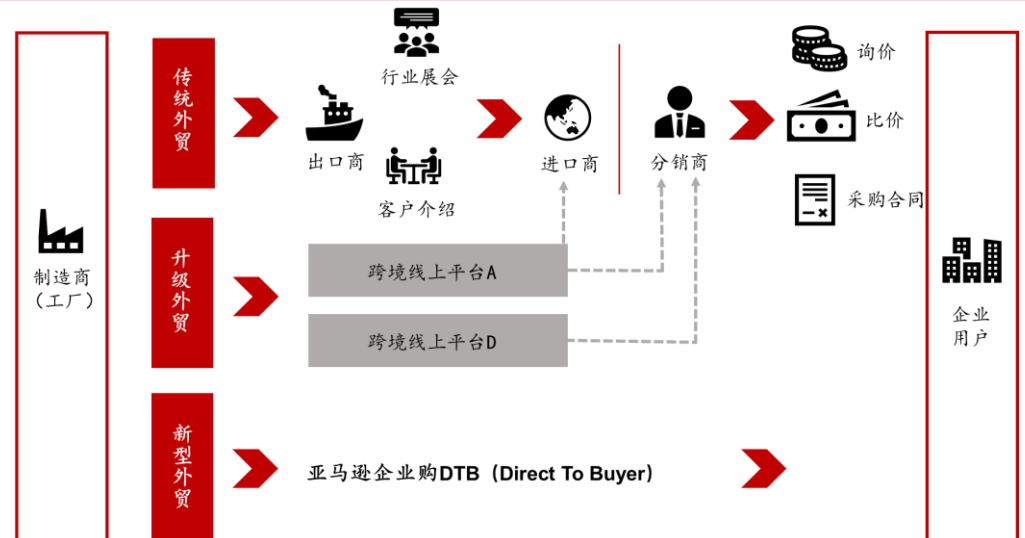 制造商
（工厂）
传统外贸
行业展会
出口商
客户介绍
进口商
分销商
询价
比价
采购合同
升级外贸
跨境线上平台A
跨境线上平台D
新型外贸
亚马逊企业购DTB（Direct To Buyer）
企业
用户